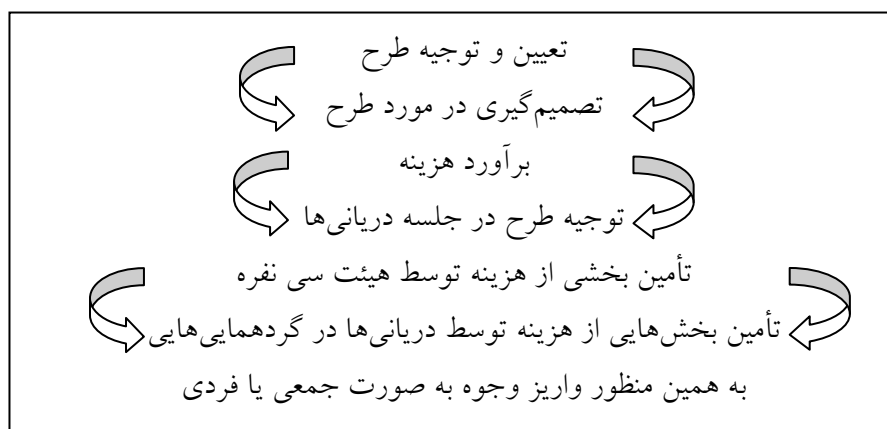 تعیین و توجیه طرح
تصمیم‌گیری در مورد طرح
برآورد هزینه
توجیه طرح در جلسه دریانی‌ها
تأمین بخشی از هزینه توسط هیئت سی نفره
تأمین بخش‌هایی از هزینه توسط دریانی‌ها در گردهمایی‌هایی
به همین منظور واریز وجوه به صورت جمعی یا فردی